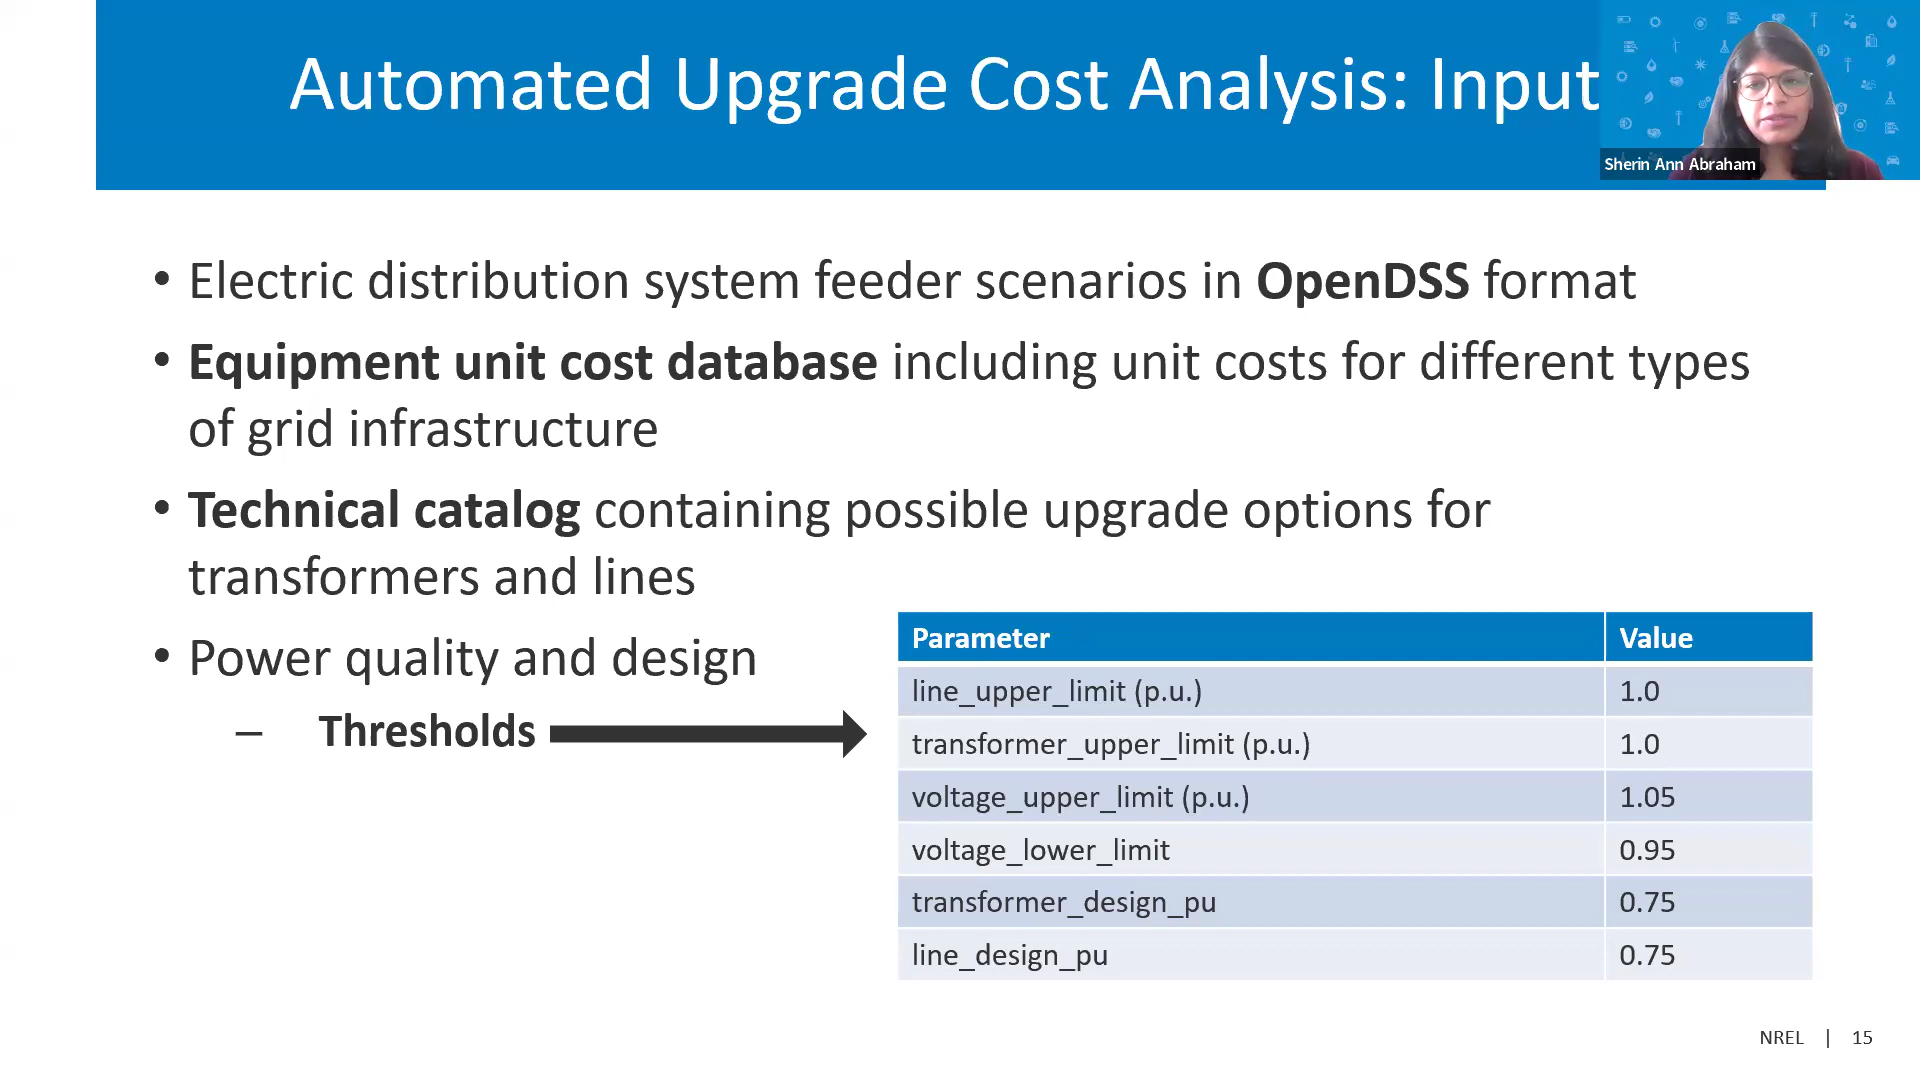 Automated Upgrade Cost Analysis: Input
Sherin Ann Abraham
• Electric distribution system feeder scenarios in OpenDSS format
• Equipment unit cost database including unit costs for different types
of grid infrastructure
• Technical catalog containing possible upgrade options for
transformers and lines
• Power quality and design
– Thresholds
Parameter Value
line_upper_limit (p.u.) 1.0
transformer_upper_limit (p.u.) 1.0
voltage_upper_limit (p.u.) 1.05
voltage_lower_limit 0.95
transformer_design_pu 0.75
line_design_pu 0.75
NREL | 15